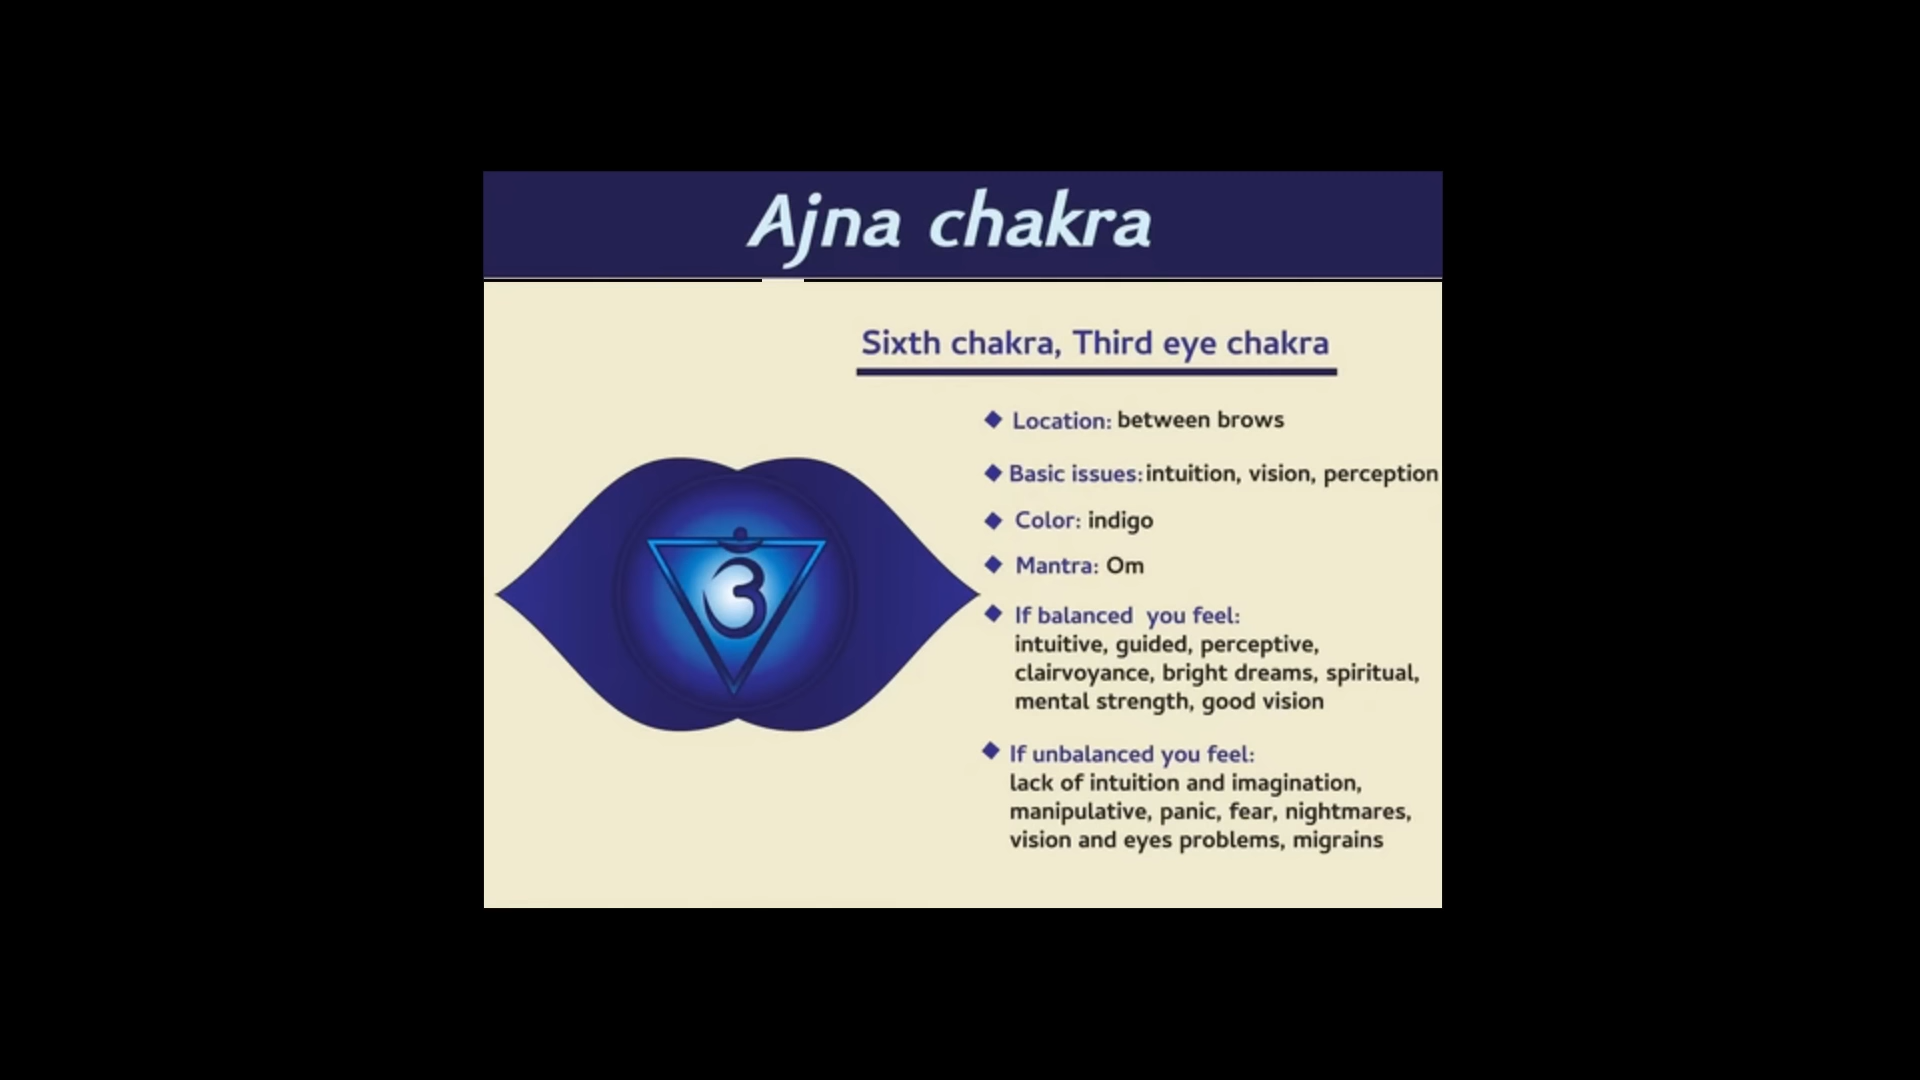 Ajna chakra
Sixth chakra, Third eye chakra
Location: between brows
Basic issues: intuition, vision, perception
Color: indigo
Mantra: Om
If balanced you feel:
intuitive, guided, perceptive,
clairvoyance, bright dreams, spiritual,
mental strength, good vision
If unbalanced you feel:
lack of intuition and imagination,
manipulative, panic, fear, nightmares,
vision and eyes problems, migrains